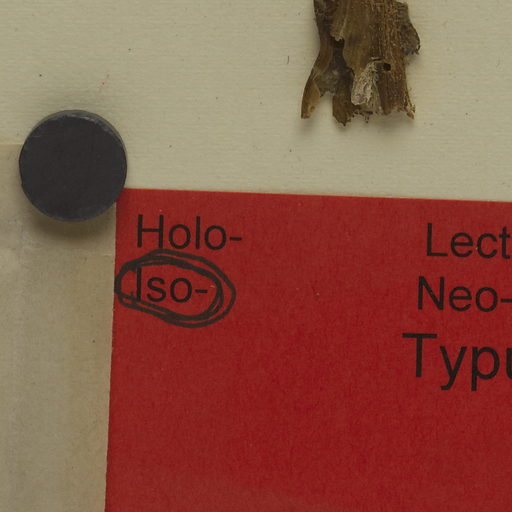 Holo-
Iso-
Lect
Neo-
Typu